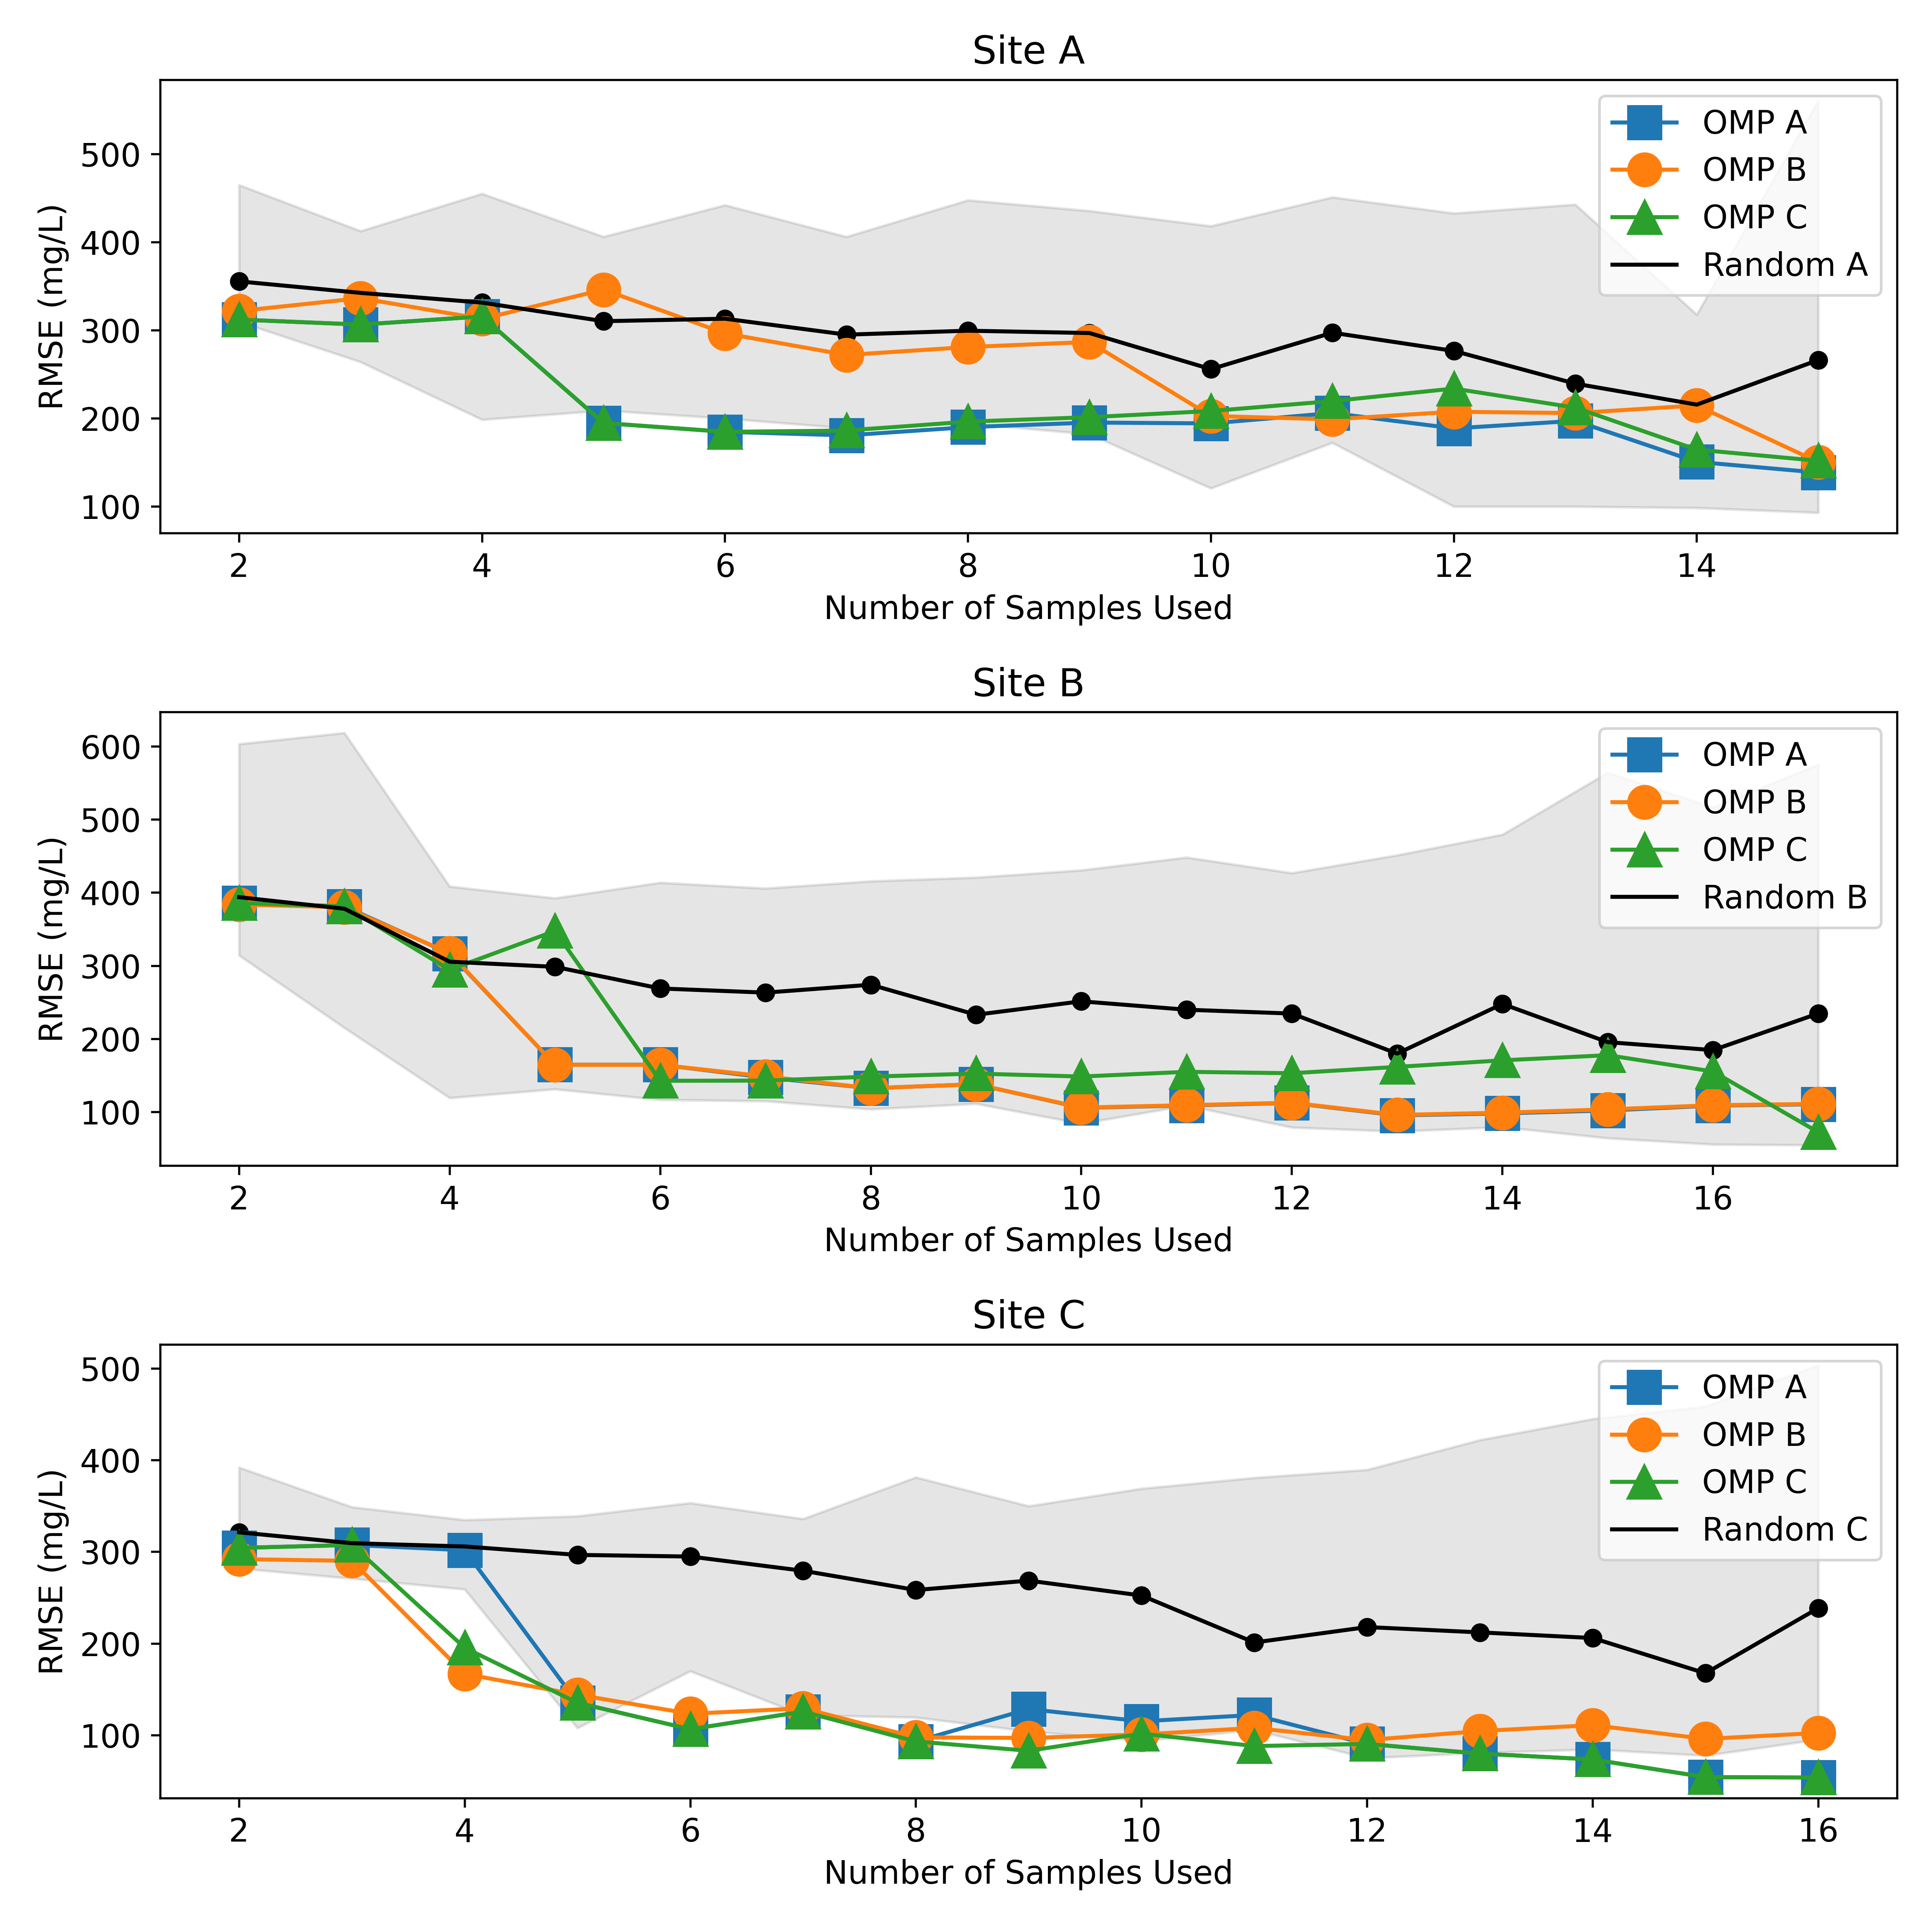 Site A
500
400
300
200
100
RMSE (mg/L)
OMP A
OMP B
OMP C
Random A
2 4 6 8 10 12 14
Number of Samples Used
Site B
600
500
400
300
200
100
RMSE (mg/L)
OMP A
OMP B
OMP C
Random B
2 4 6 8 10 12 14 16
Number of Samples Used
Site C
500
400
300
200
100
RMSE (mg/L)
OMP A
OMP B
OMP C
Random C
2 4 6 8 10 12 14 16
Number of Samples Used